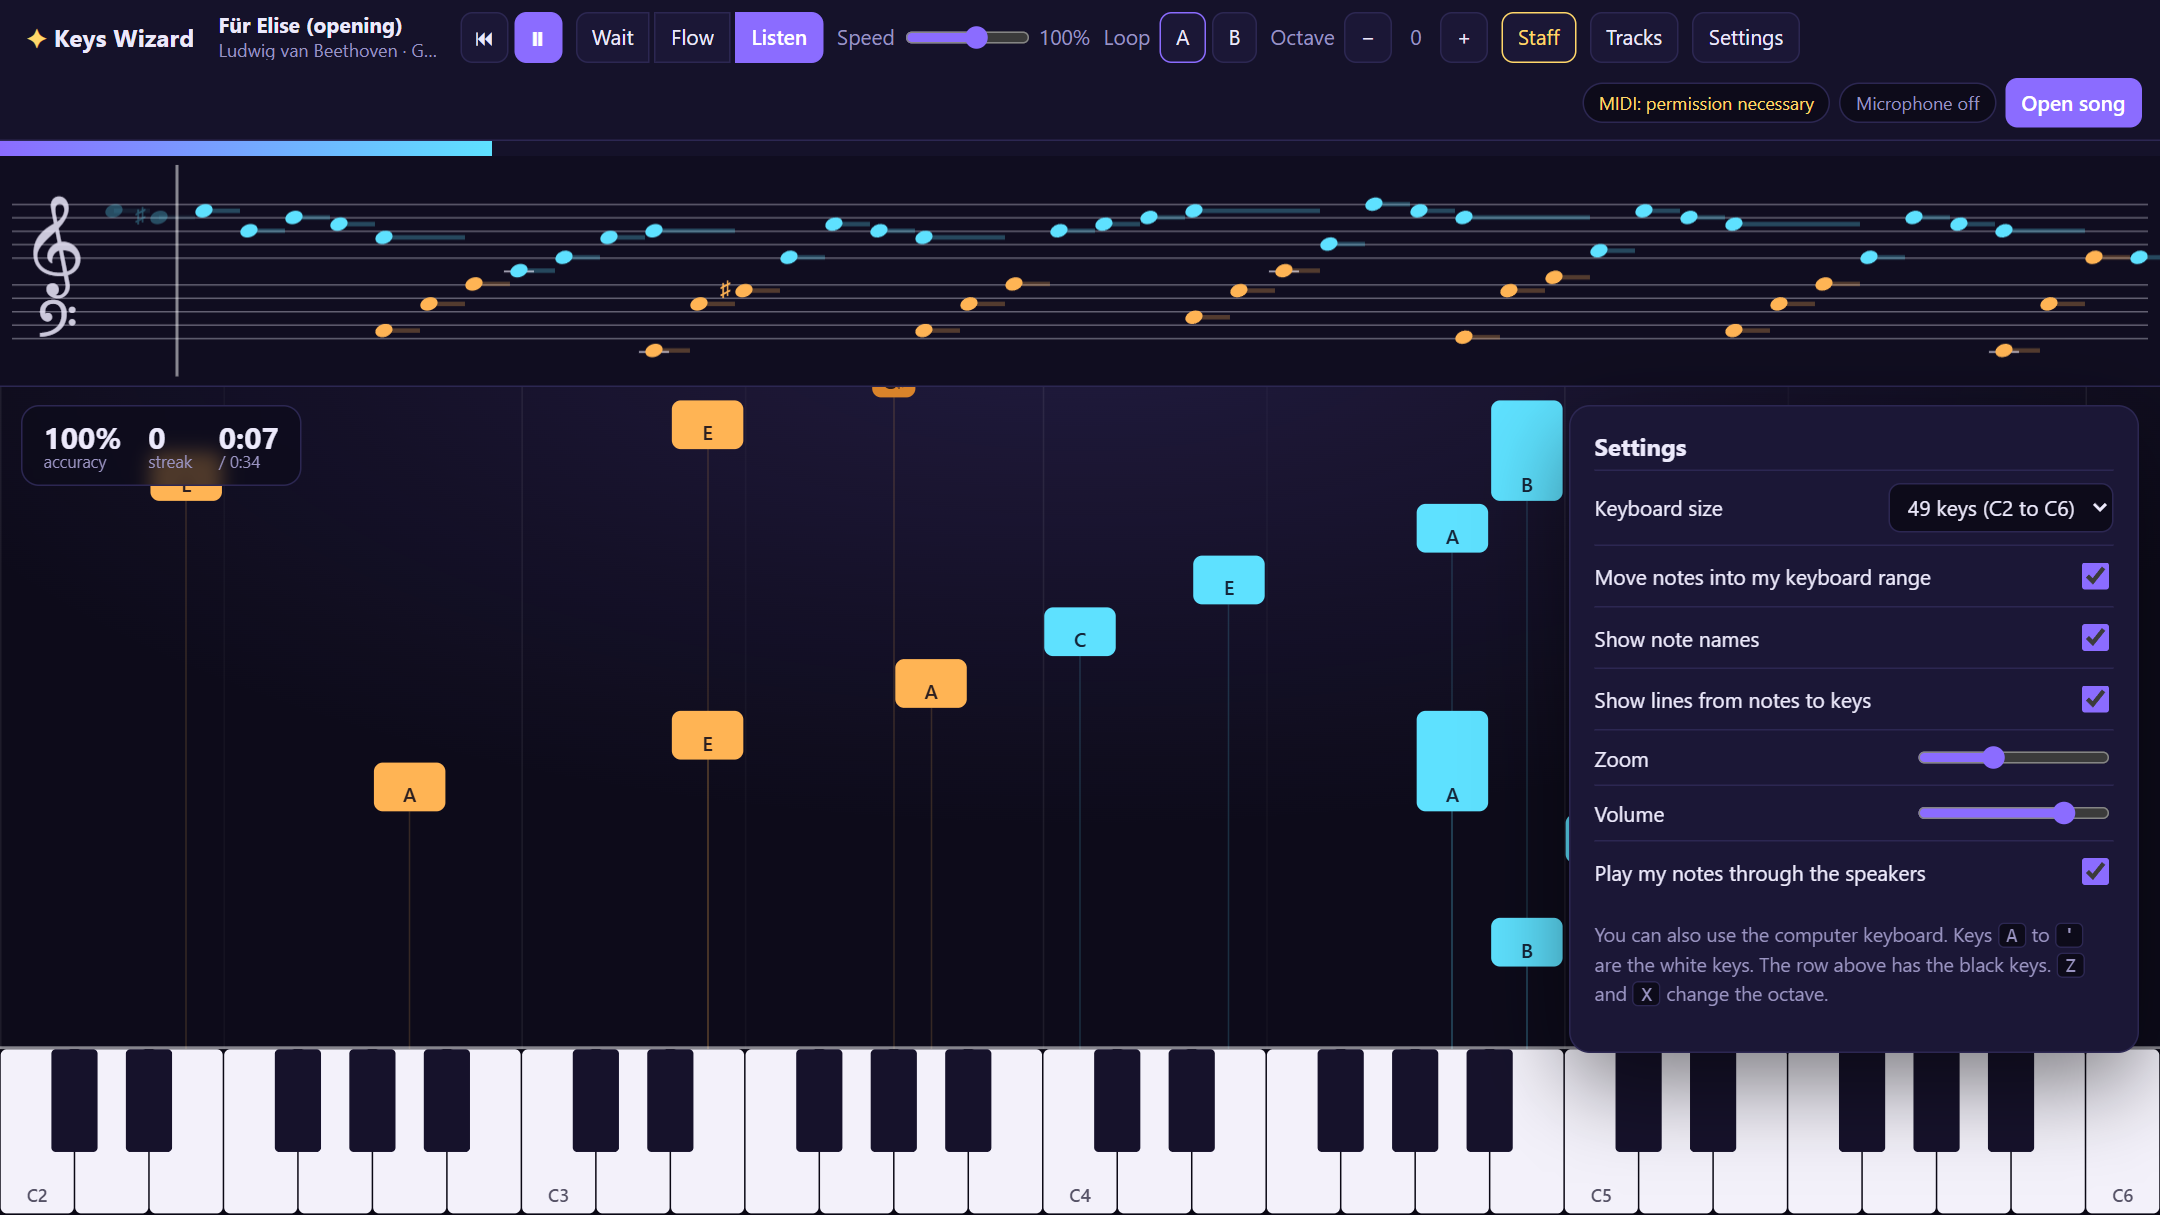 ✦ Keys Wizard
Für Elise (opening)
Ludwig van Beethoven · G...
Wait Flow Listen Speed 100% Loop A B Octave − 0 + Staff Tracks Settings
MIDI: permission necessary Microphone off Open song
100% 0 0:07
accuracy streak / 0:34
E
B
A
E
C
A
E
A
A
B
Settings
Keyboard size 49 keys (C2 to C6)
Move notes into my keyboard range
Show note names
Show lines from notes to keys
Zoom
Volume
Play my notes through the speakers
You can also use the computer keyboard. Keys A to '
are the white keys. The row above has the black keys. Z
and X change the octave.
C2 C3 C4 C5 C6